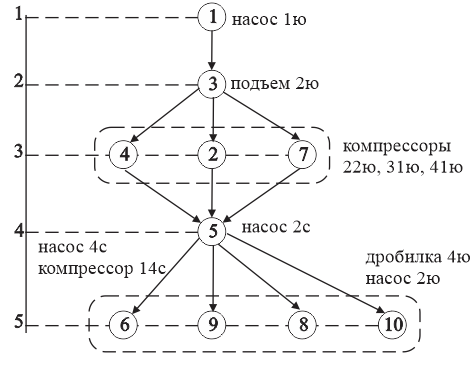 1 1 насос 1ю
2 3 подъем 2ю
3 4 2 7 компрессоры
22ю, 31ю, 41ю
4 5 насос 2с
насос 4с
компрессор 14с
дробилка 4ю
насос 2ю
5 6 9 8 10